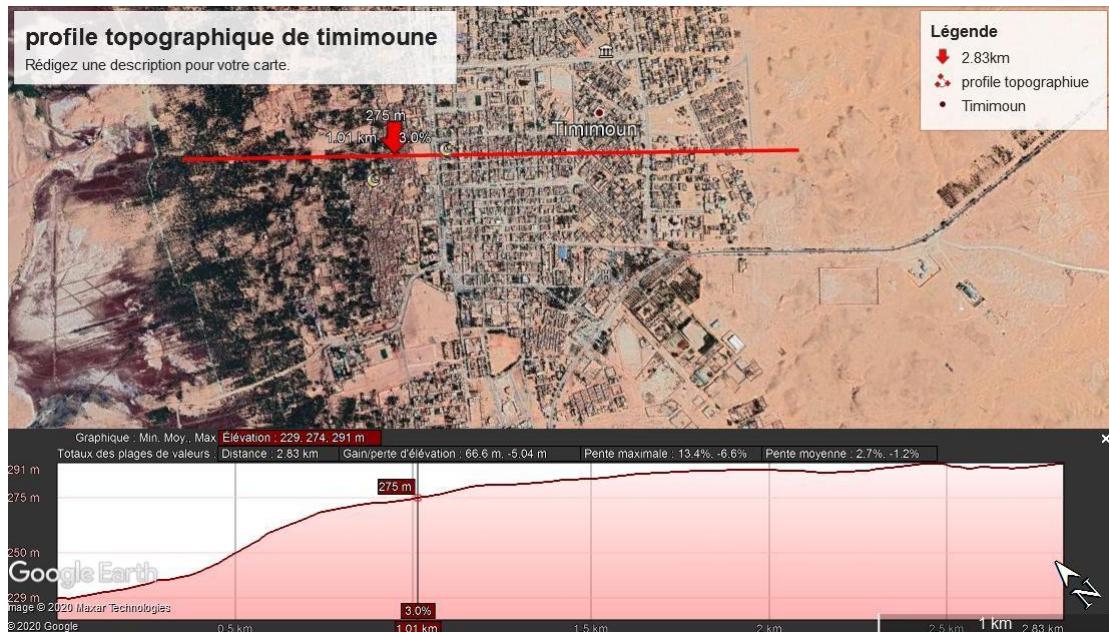 profile topographique de timimoune
Rédigez une description pour votre carte.
Légende
2.83km
profile topographiue
Timimoun
275 m
1.01 km 3.0%
Timimoun
Graphique : Min. Moy., Max Élévation : 229, 274, 291 m
Totaux des plages de valeurs : Distance : 2.83 km Gain/perte d'élévation : 66.6 m, -5.04 m Pente maximale : 13.4%, -6.6% Pente moyenne : 2.7%, -1.2%
291 m
275 m
275 m
250 m
Google Earth
229 m
Image © 2020 Maxar Technologies
3.0%
© 2020 Google
0.5 km 1.01 km 1.5 km 2 km 2.5 km 2.83 km
1 km
N